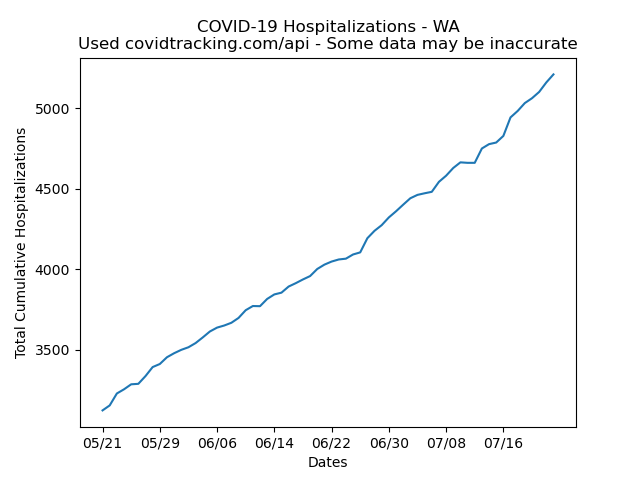 COVID-19 Hospitalizations - WA
Used covidtracking.com/api - Some data may be inaccurate
Total Cumulative Hospitalizations
5000
4500
4000
3500
05/21 05/29 06/06 06/14 06/22 06/30 07/08 07/16
Dates